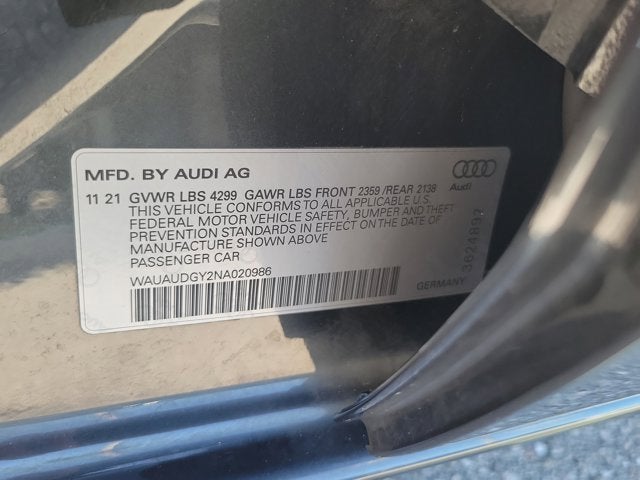 MFD. BY AUDI AG
11 21 GVWR LBS 4299 GAWR LBS FRONT 2359 /REAR 2138
THIS VEHICLE CONFORMS TO ALL APPLICABLE U.S.
FEDERAL MOTOR VEHICLE SAFETY, BUMPER AND THEFT
PREVENTION STANDARDS IN EFFECT ON THE DATE OF
MANUFACTURE SHOWN ABOVE
PASSENGER CAR
WAUAUDGY2NA020986
Audi
GERMANY
3624892